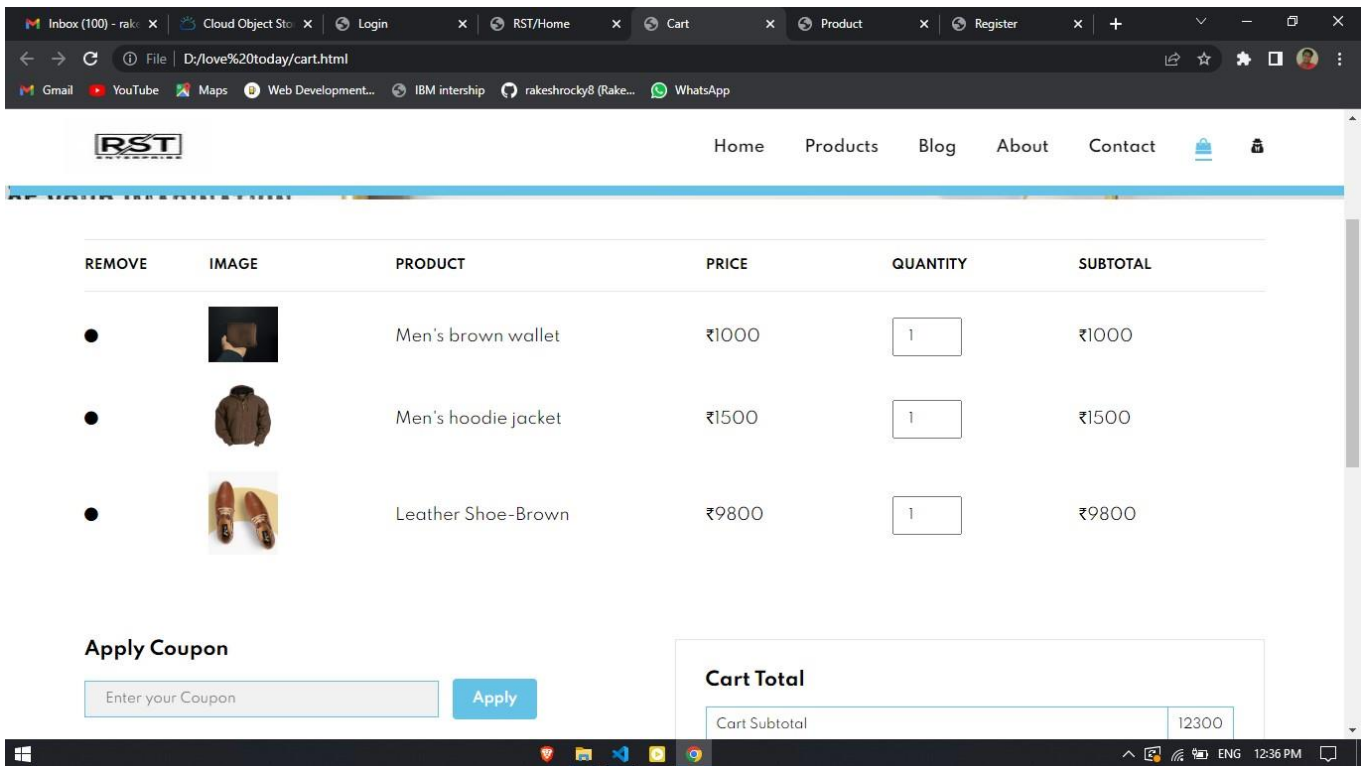 Inbox (100) - rake
Cloud Object Sto
Login
RST/Home
Cart
Product
Register
File
D:/love%20today/cart.html
Gmail
YouTube
Maps
Web Development...
IBM intership
rakeshrocky8 (Rake...
WhatsApp
RST
ENTERPRISE
Home Products Blog About Contact
REMOVE IMAGE PRODUCT PRICE QUANTITY SUBTOTAL
Men's brown wallet ₹1000 1 ₹1000
Men's hoodie jacket ₹1500 1 ₹1500
Leather Shoe-Brown ₹9800 1 ₹9800
Apply Coupon
Enter your Coupon Apply
Cart Total
Cart Subtotal 12300
ENG 12:36 PM